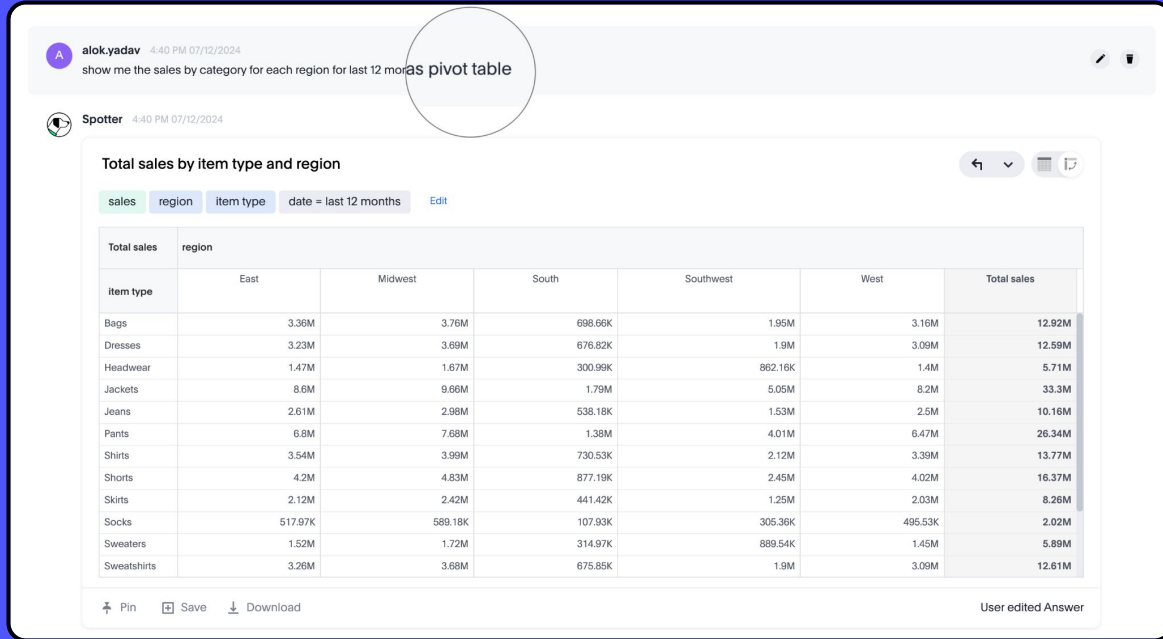 A
alok.yadav 4:40 PM 07/12/2024
show me the sales by category for each region for last 12 mor as pivot table
Spotter 4:40 PM 07/12/2024
Total sales by item type and region
sales region item type date = last 12 months Edit
Total sales region
item type East Midwest South Southwest West Total sales
Bags 3.36M 3.76M 698.66K 1.95M 3.16M 12.92M
Dresses 3.23M 3.69M 676.82K 1.9M 3.09M 12.59M
Headwear 1.47M 1.67M 300.99K 862.16K 1.4M 5.71M
Jackets 8.6M 9.66M 1.79M 5.05M 8.2M 33.3M
Jeans 2.61M 2.98M 538.18K 1.53M 2.5M 10.16M
Pants 6.8M 7.68M 1.38M 4.01M 6.47M 26.34M
Shirts 3.54M 3.99M 730.53K 2.12M 3.39M 13.77M
Shorts 4.2M 4.83M 877.19K 2.45M 4.02M 16.37M
Skirts 2.12M 2.42M 441.42K 1.25M 2.03M 8.26M
Socks 517.97K 589.18K 107.93K 305.36K 495.53K 2.02M
Sweaters 1.52M 1.72M 314.97K 889.54K 1.45M 5.89M
Sweatshirts 3.26M 3.68M 675.85K 1.9M 3.09M 12.61M
Pin Save Download User edited Answer